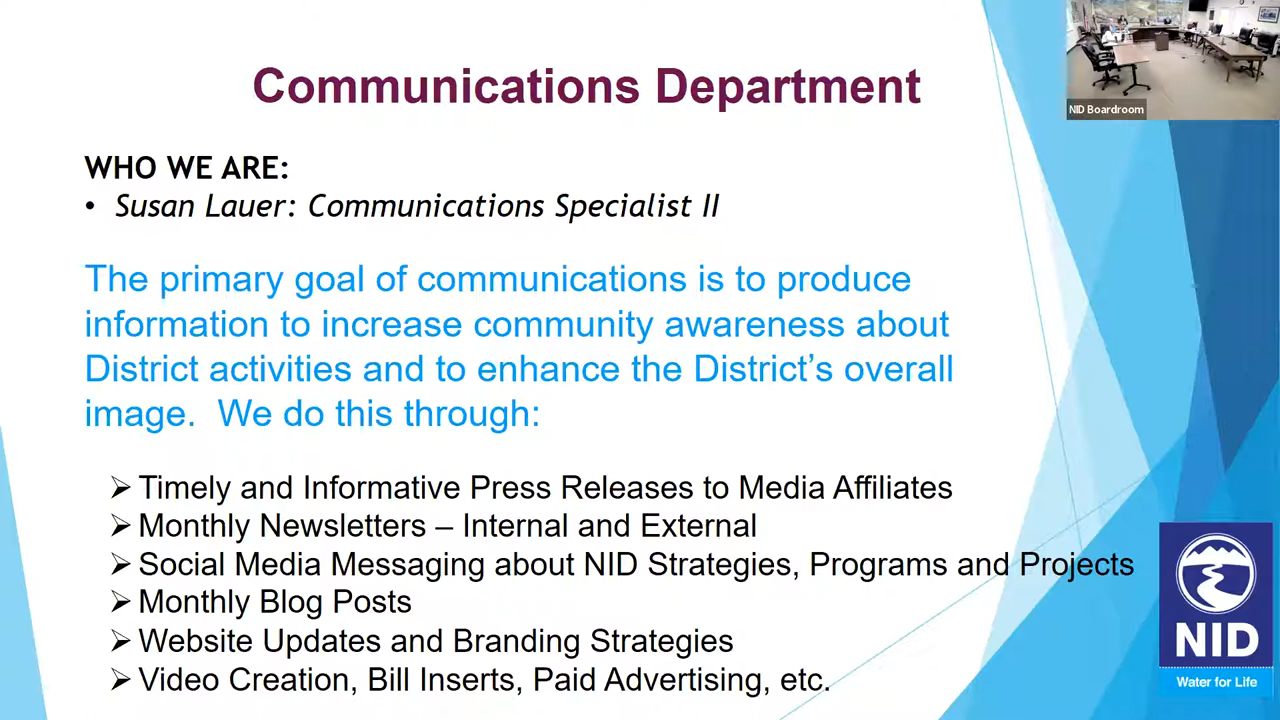 Communications Department
NID Boardroom
WHO WE ARE:
• Susan Lauer: Communications Specialist II
The primary goal of communications is to produce
information to increase community awareness about
District activities and to enhance the District’s overall
image.  We do this through:
➢ Timely and Informative Press Releases to Media Affiliates
➢ Monthly Newsletters – Internal and External
➢ Social Media Messaging about NID Strategies, Programs and Projects
➢ Monthly Blog Posts
➢ Website Updates and Branding Strategies
➢ Video Creation, Bill Inserts, Paid Advertising, etc.
NID
Water for Life